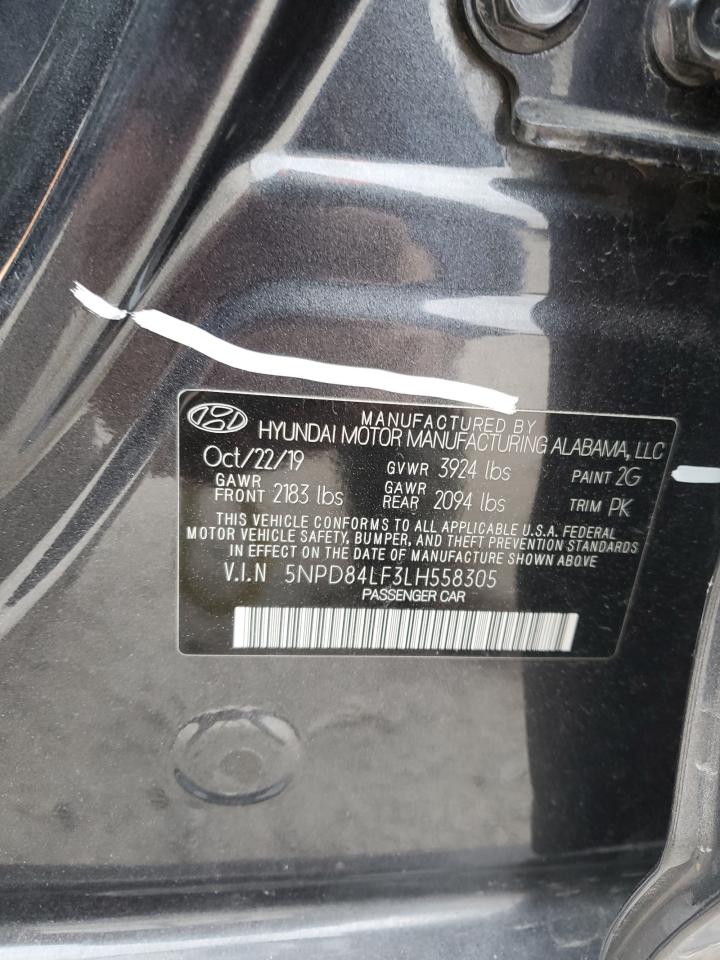 MANUFACTURED BY
HYUNDAI MOTOR MANUFACTURING ALABAMA, LLC
Oct/22/19 GVWR 3924 lbs PAINT 2G
GAWR FRONT 2183 lbs GAWR REAR 2094 lbs TRIM PK
THIS VEHICLE CONFORMS TO ALL APPLICABLE U.S.A. FEDERAL
MOTOR VEHICLE SAFETY, BUMPER, AND THEFT PREVENTION STANDARDS
IN EFFECT ON THE DATE OF MANUFACTURE SHOWN ABOVE
V.I.N 5NPD84LF3LH558305
PASSENGER CAR